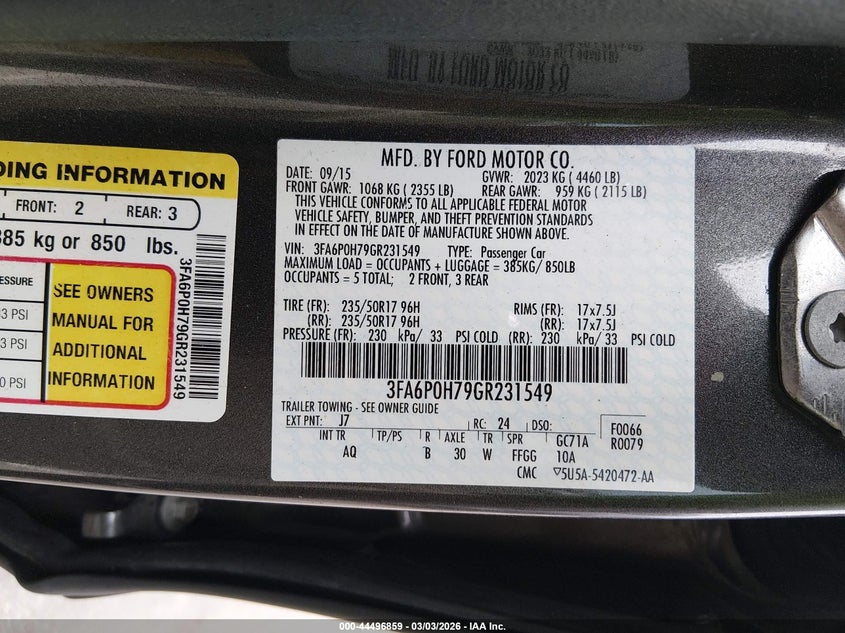 DING INFORMATION
FRONT: 2 REAR: 3
385 kg or 850 lbs.
ESSURE
3 PSI
3 PSI
0 PSI
SEE OWNERS
MANUAL FOR
ADDITIONAL
INFORMATION
3FA6P0H79GR231549
MFD. BY FORD MOTOR CO.
DATE: 09/15 GVWR: 2023 KG ( 4460 LB)
FRONT GAWR: 1068 KG ( 2355 LB) REAR GAWR: 959 KG ( 2115 LB)
THIS VEHICLE CONFORMS TO ALL APPLICABLE FEDERAL MOTOR
VEHICLE SAFETY, BUMPER, AND THEFT PREVENTION STANDARDS
IN EFFECT ON THE DATE OF MANUFACTURE SHOWN ABOVE.
VIN: 3FA6P0H79GR231549 TYPE: Passenger Car
MAXIMUM LOAD = OCCUPANTS + LUGGAGE = 385KG/ 850LB
OCCUPANTS = 5 TOTAL; 2 FRONT, 3 REAR
TIRE (FR): 235/50R17 96H RIMS (FR): 17x7.5J
(RR): 235/50R17 96H (RR): 17x7.5J
PRESSURE (FR): 230 kPa/ 33 PSI COLD (RR): 230 kPa/ 33 PSI COLD
3FA6P0H79GR231549
TRAILER TOWING - SEE OWNER GUIDE
EXT PNT: J7 RC: 24 DSO: F0066
INT TR TP/PS R AXLE TR SPR GC71A R0079
AQ B 30 W FFGG 10A
CMC 5U5A-5420472-AA
000-44496859 - 03/03/2026 - IAA Inc.